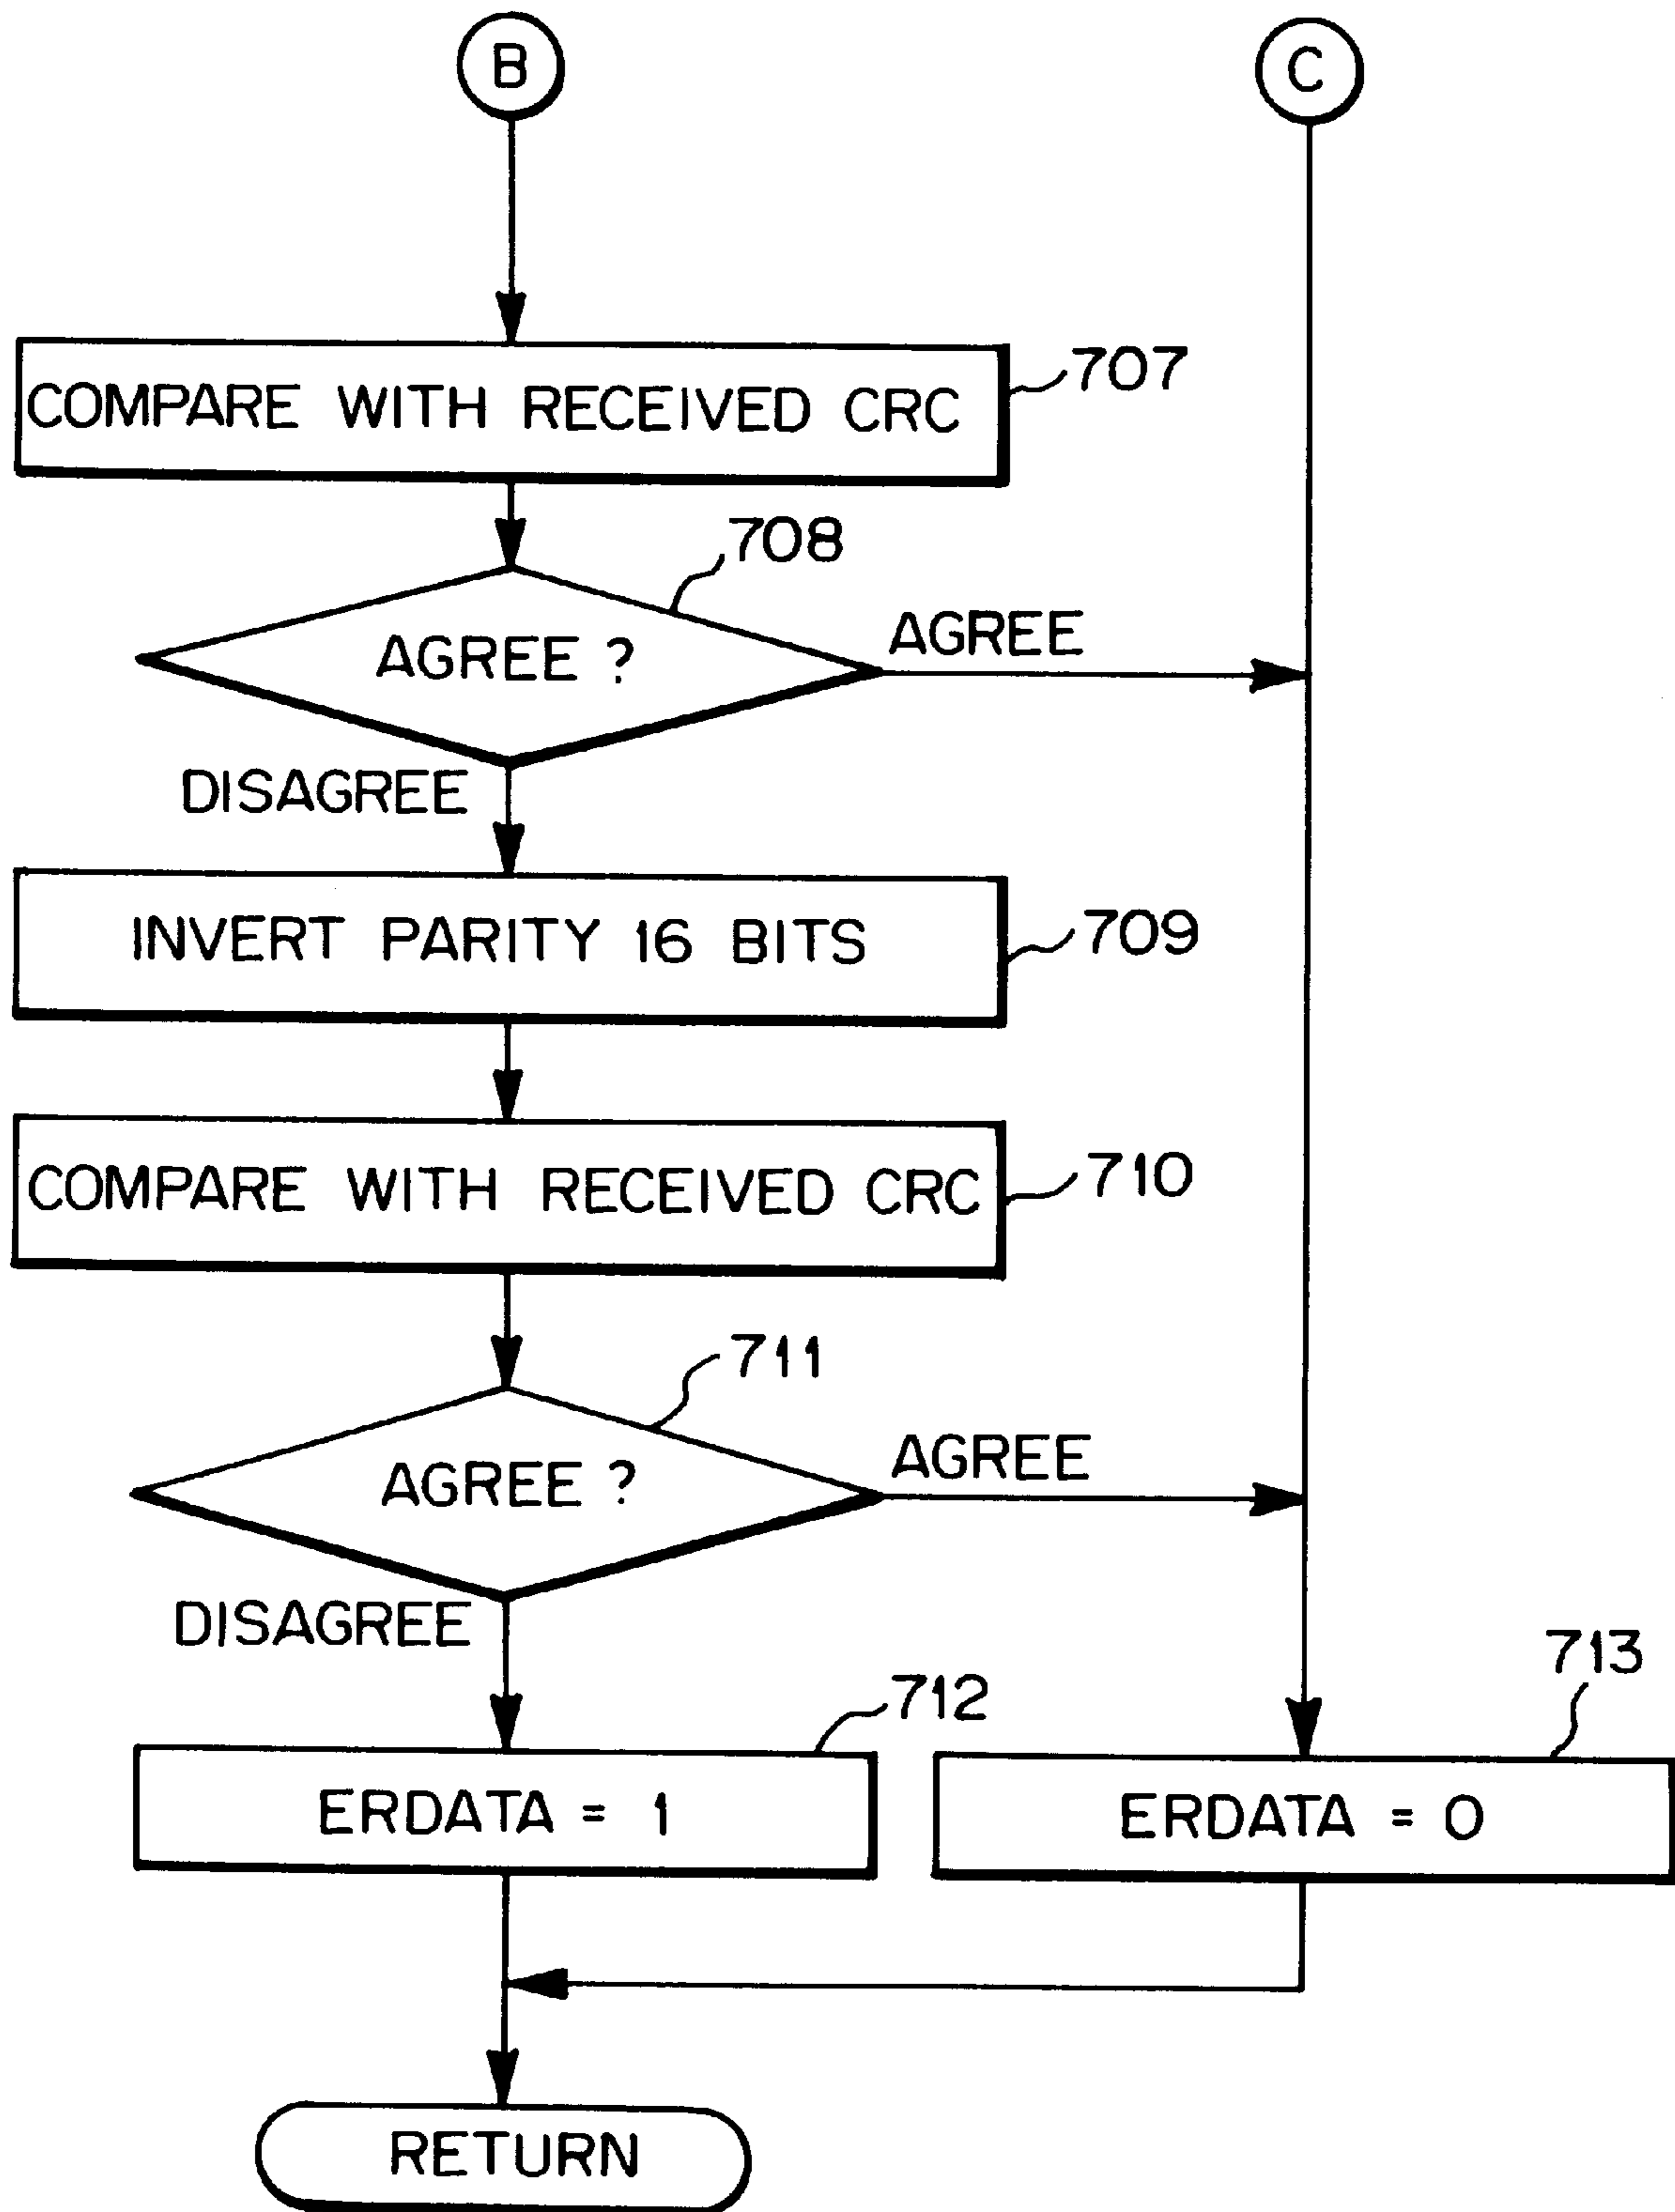 B
C
COMPARE WITH RECEIVED CRC
707
708
AGREE ?
AGREE
DISAGREE
INVERT PARITY 16 BITS
709
COMPARE WITH RECEIVED CRC
710
711
AGREE ?
AGREE
DISAGREE
712
713
ERDATA = 1
ERDATA = 0
RETURN